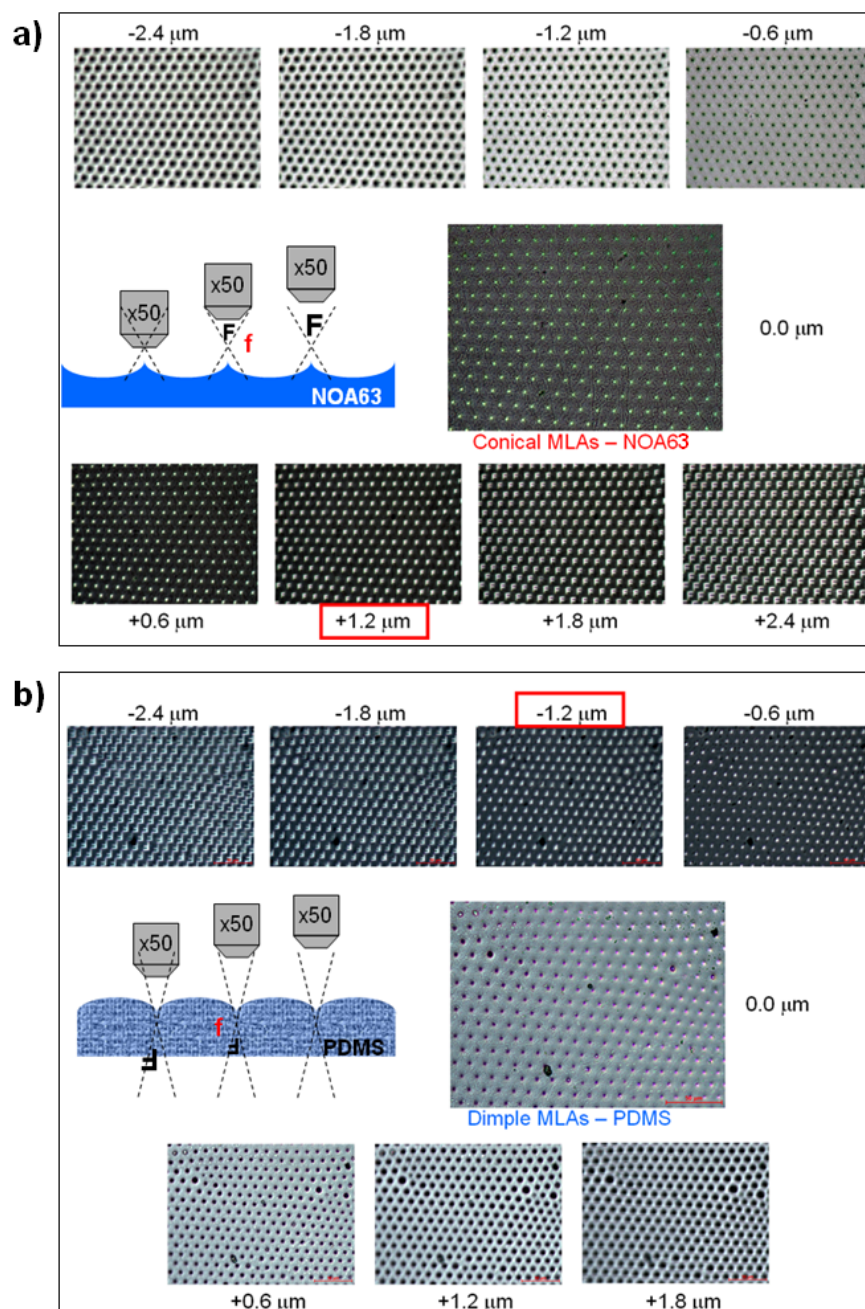 a)
-2.4 μm -1.8 μm -1.2 μm -0.6 μm
x50 x50 x50
F F f
0.0 μm
NOA63
Conical MLAs – NOA63
+0.6 μm +1.2 μm +1.8 μm +2.4 μm
b)
-2.4 μm -1.8 μm -1.2 μm -0.6 μm
x50 x50 x50
0.0 μm
f
F F PDMS
Dimple MLAs – PDMS
+0.6 μm +1.2 μm +1.8 μm